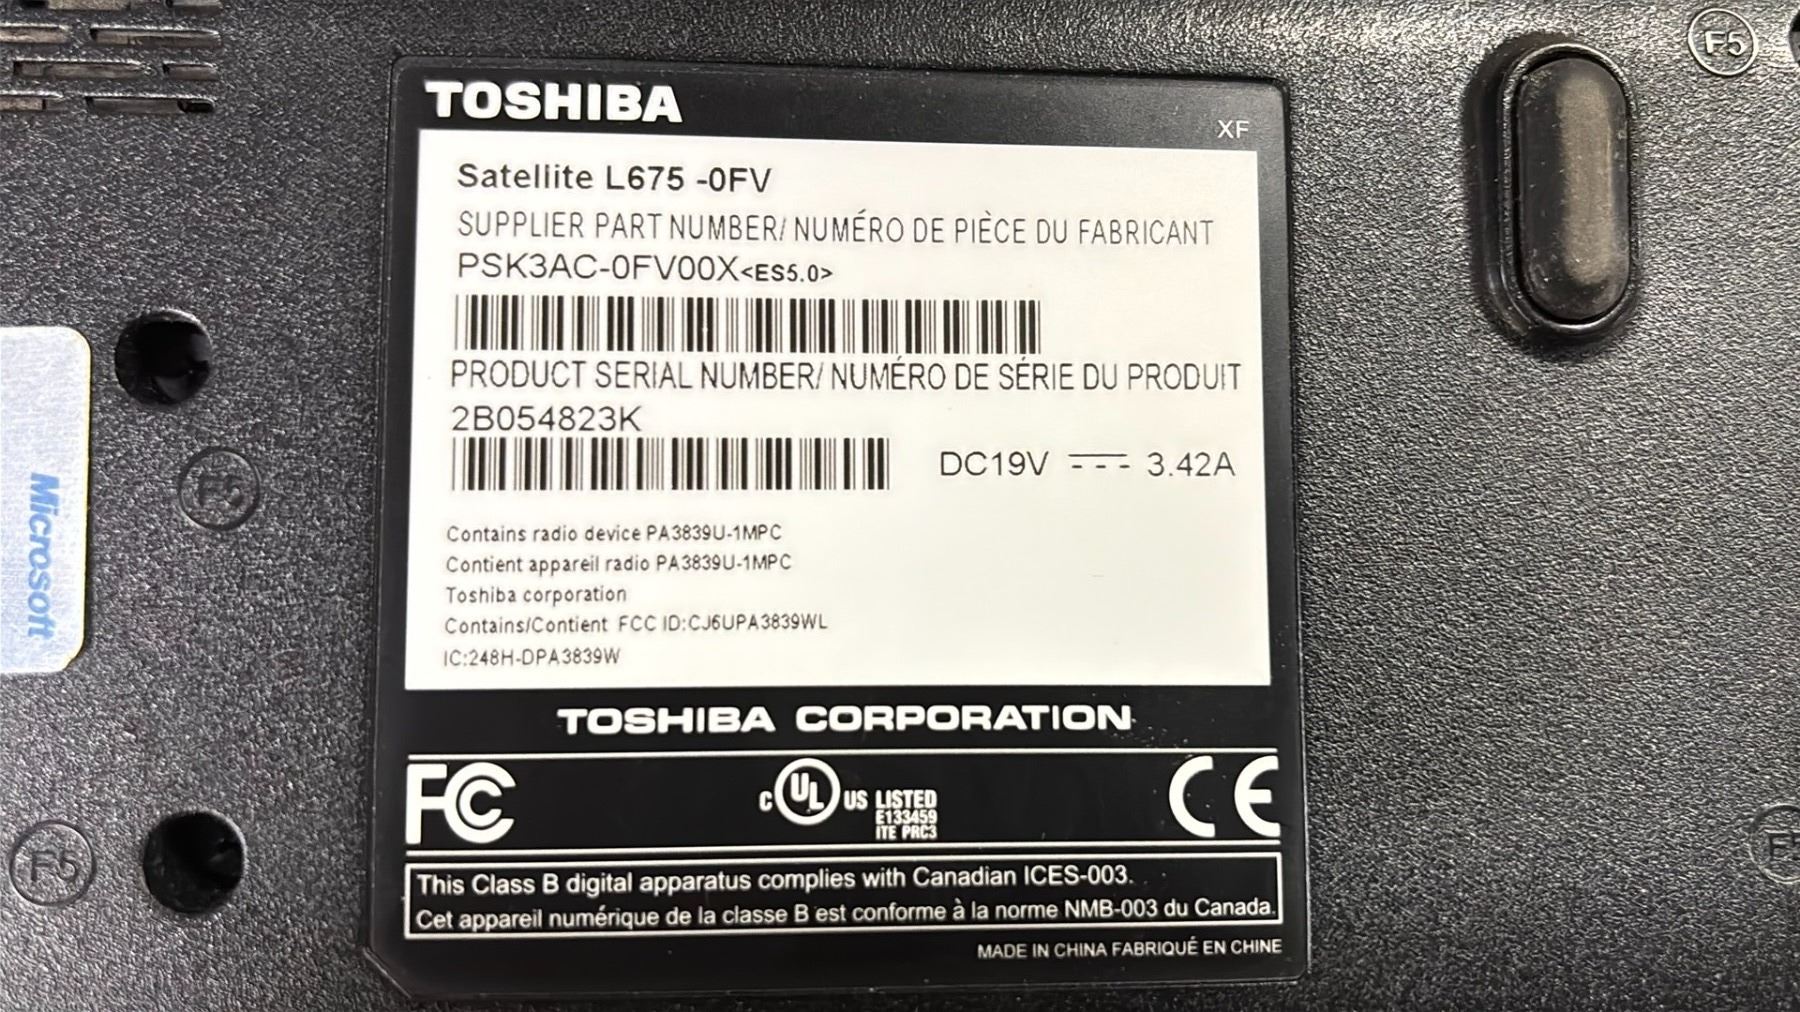 TOSHIBA
XF
Satellite L675 -0FV
SUPPLIER PART NUMBER/ NUMÉRO DE PIÈCE DU FABRICANT
PSK3AC-0FV00X<ES5.0>
PRODUCT SERIAL NUMBER/ NUMÉRO DE SÉRIE DU PRODUIT
2B054823K
DC19V 3.42A
Contains radio device PA3839U-1MPC
Contient appareil radio PA3839U-1MPC
Toshiba corporation
Contains/Contient FCC ID:CJ6UPA3839WL
IC:248H-DPA3839W
TOSHIBA CORPORATION
FC C UL US LISTED CE
E133459
ITE PRC3
This Class B digital apparatus complies with Canadian ICES-003.
Cet appareil numérique de la classe B est conforme à la norme NMB-003 du Canada.
MADE IN CHINA FABRIQUÉ EN CHINE
Microsoft
F5
F5
F5